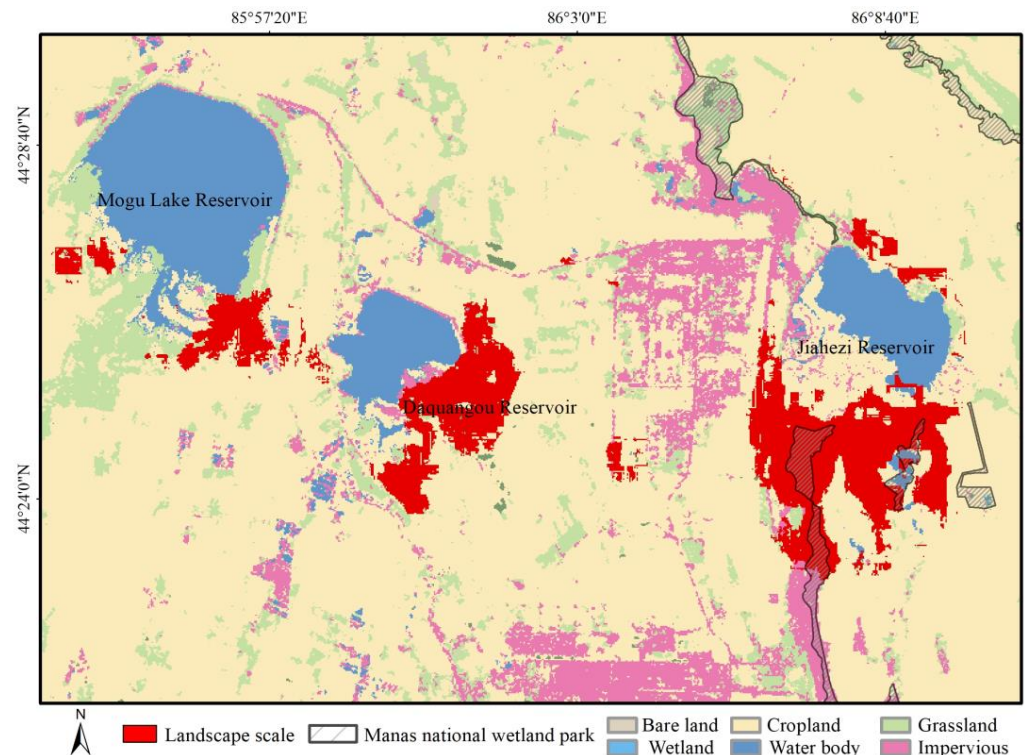 85°57'20"E 86°3'0"E 86°8'40"E
44°28'40"N
Mogu Lake Reservoir
Jiahezi Reservoir
Daquangou Reservoir
44°24'0"N
N
Landscape scale Manas national wetland park Bare land Cropland Grassland
Wetland Water body Impervious